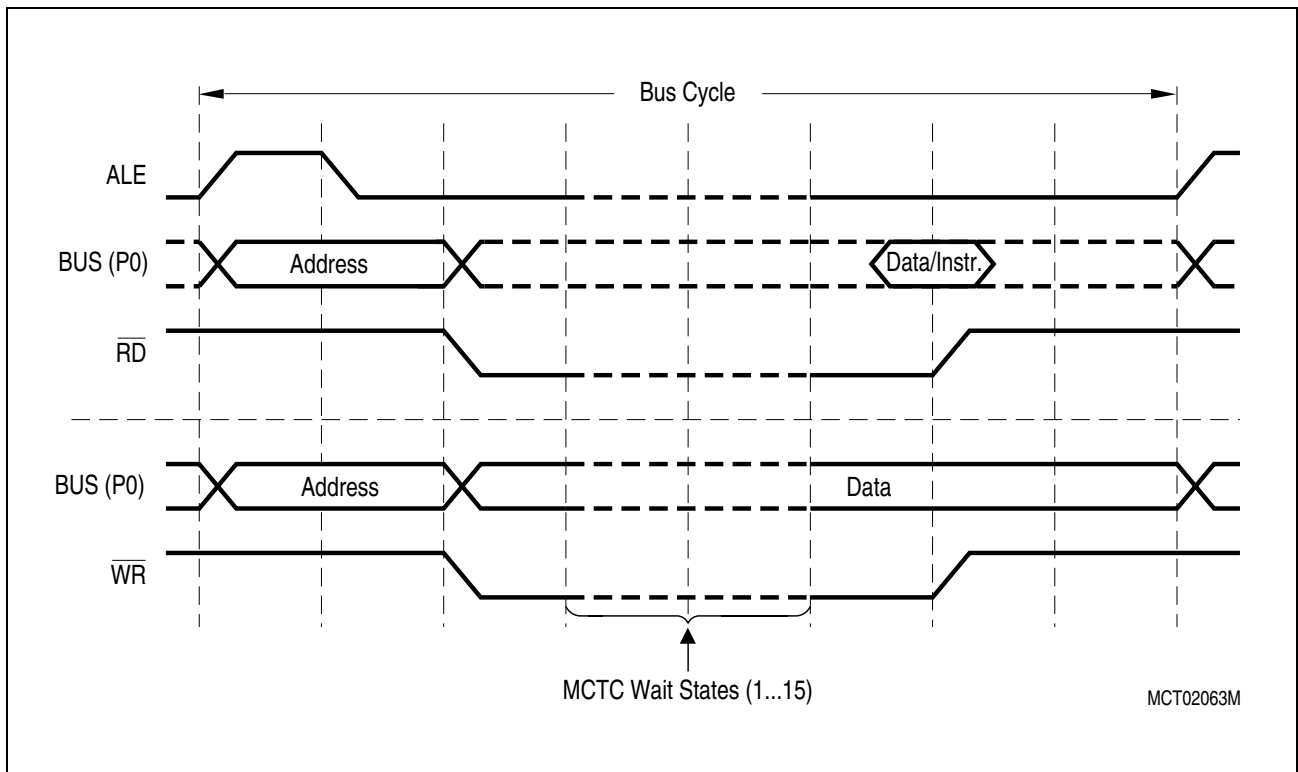 Bus Cycle
ALE
BUS (P0)
Address
Data/Instr.
RD
BUS (P0)
Address
Data
WR
MCTC Wait States (1...15)
MCT02063M